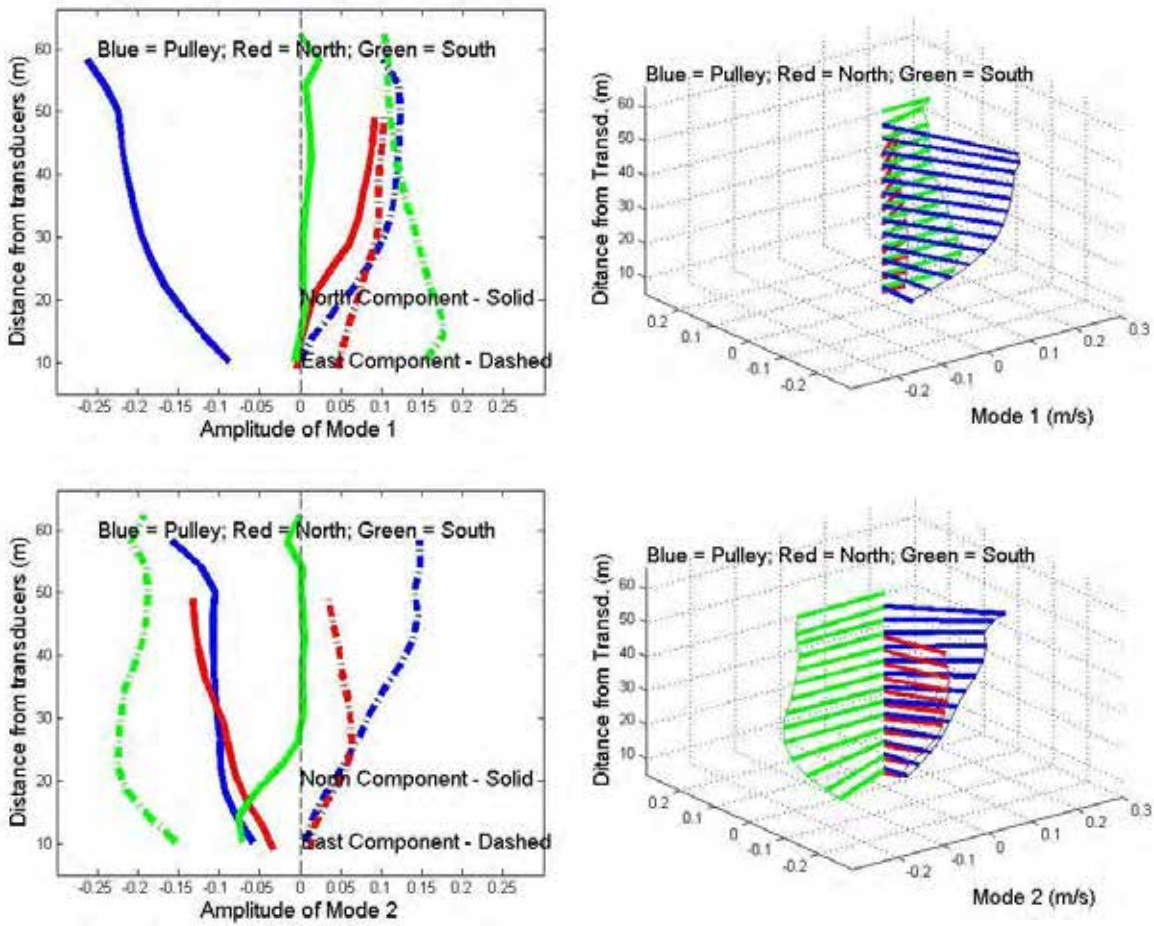 Blue = Pulley; Red = North; Green = South
Distance from transducers (m)
60
50
40
30
20
10
North Component - Solid
East Component - Dashed
-0.25 -0.2 -0.15 -0.1 -0.05 0 0.05 0.1 0.15 0.2 0.25
Amplitude of Mode 1
Blue = Pulley; Red = North; Green = South
Ditance from Transd. (m)
60
50
40
30
20
10
0.2 0.1 0 -0.1 -0.2
-0.2 -0.1 0 0.1 0.2 0.3
Mode 1 (m/s)
Blue = Pulley; Red = North; Green = South
Distance from transducers (m)
60
50
40
30
20
10
North Component - Solid
East Component - Dashed
-0.25 -0.2 -0.15 -0.1 -0.05 0 0.05 0.1 0.15 0.2 0.25
Amplitude of Mode 2
Blue = Pulley; Red = North; Green = South
Ditance from Transd. (m)
60
50
40
30
20
10
0.2 0.1 0 -0.1 -0.2
-0.2 -0.1 0 0.1 0.2 0.3
Mode 2 (m/s)